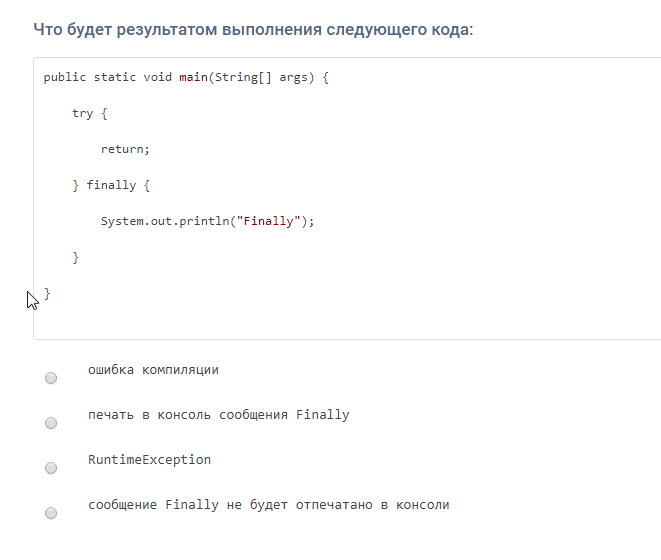 Что будет результатом выполнения следующего кода:
public static void main(String[] args) {
try {
return;
} finally {
System.out.println("Finally");
}
}
ошибка компиляции
печать в консоль сообщения Finally
RuntimeException
сообщение Finally не будет отпечатано в консоли